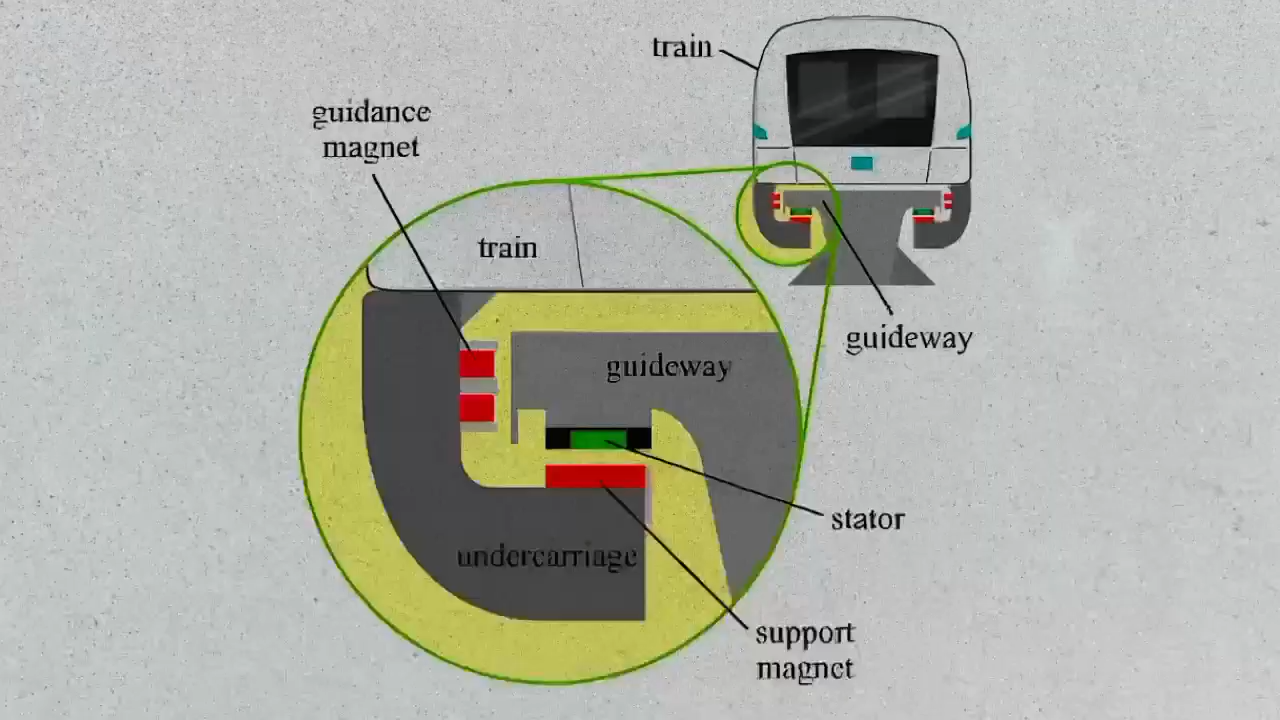 train
guidance
magnet
train
guideway
guideway
stator
undercarriage
support
magnet